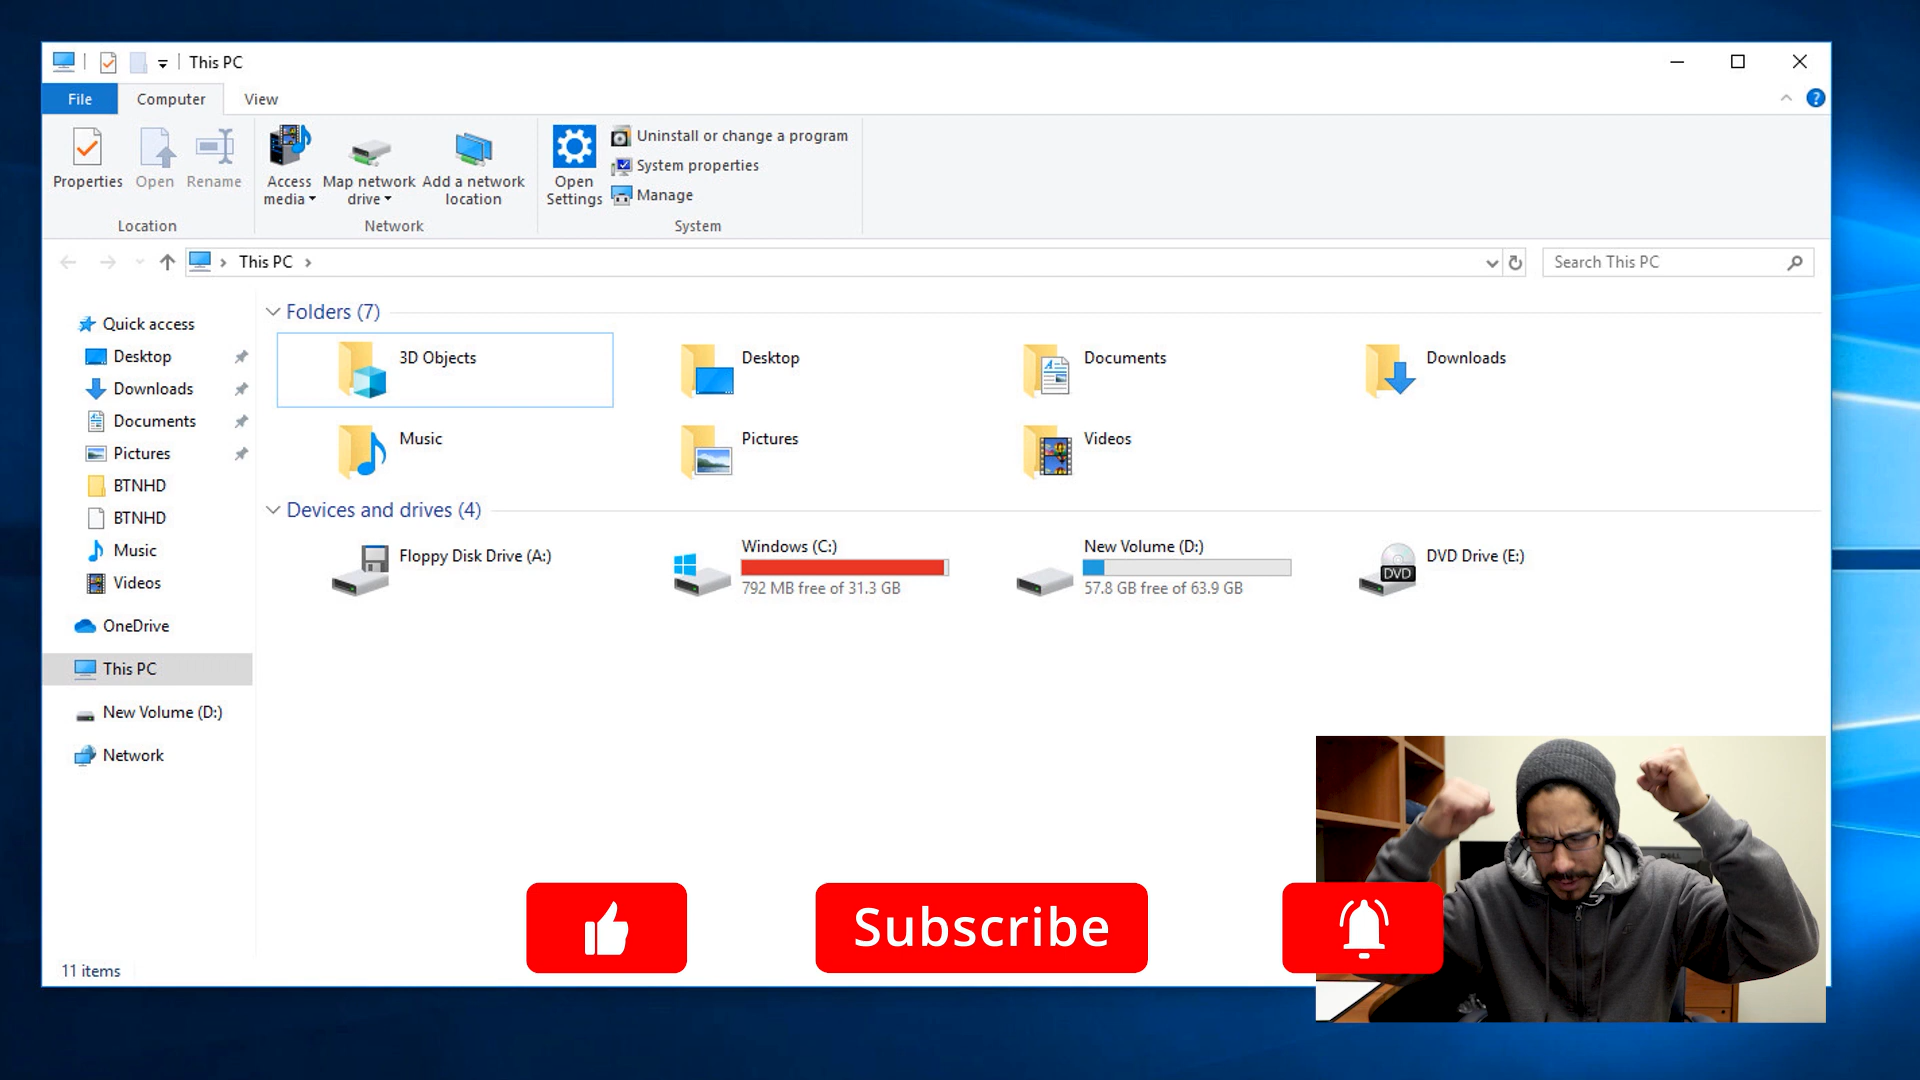 This PC
File
Computer
View
Properties
Open
Rename
Access media
Map network drive
Add a network location
Open Settings
Uninstall or change a program
System properties
Manage
Location
Network
System
This PC
Search This PC
Quick access
Desktop
Downloads
Documents
Pictures
BTNHD
BTNHD
Music
Videos
OneDrive
This PC
New Volume (D:)
Network
Folders (7)
3D Objects
Desktop
Documents
Downloads
Music
Pictures
Videos
Devices and drives (4)
Floppy Disk Drive (A:)
Windows (C:)
792 MB free of 31.3 GB
New Volume (D:)
57.8 GB free of 63.9 GB
DVD
DVD Drive (E:)
Subscribe
DELL
11 items